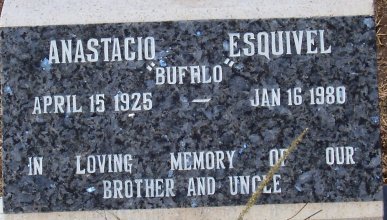 ANASTACIO ESQUIVEL
"BUFALO"
APRIL 15 1925 — JAN 16 1980
IN LOVING MEMORY OF OUR
BROTHER AND UNCLE